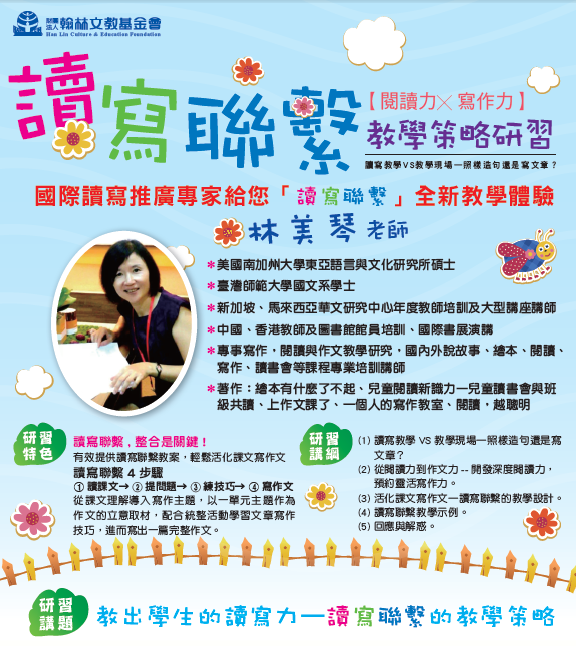 財團法人 翰林文教基金會
Han Lin Culture & Education Foundation
讀寫聯繫
【閱讀力╳寫作力】
教學策略研習
讀寫教學VS教學現場—照樣造句還是寫文章？
國際讀寫推廣專家給您「讀寫聯繫」全新教學體驗
林美琴 老師
＊美國南加州大學東亞語言與文化研究所碩士
＊臺灣師範大學國文系學士
＊新加坡、馬來西亞華文研究中心年度教師培訓及大型講座講師
＊中國、香港教師及圖書館館員培訓、國際書展演講
＊專事寫作，閱讀與作文教學研究，國內外說故事、繪本、閱讀、
寫作、讀書會等課程專業培訓講師
＊著作：繪本有什麼了不起、兒童閱讀新識力—兒童讀書會與班
級共讀、上作文課了、一個人的寫作教室、閱讀，越聰明
研習
特色
讀寫聯繫，整合是關鍵！
有效提供讀寫聯繫教案，輕鬆活化課文寫作文
讀寫聯繫 4 步驟
① 讀課文→ ② 提問題→ ③ 練技巧→ ④ 寫作文
從課文理解導入寫作主題，以一單元主題作為
作文的立意取材，配合統整活動學習文章寫作
技巧，進而寫出一篇完整作文。
研習
講綱
(1) 讀寫教學 VS 教學現場—照樣造句還是寫
文章？
(2) 從閱讀力到作文力 -- 開發深度閱讀力，
預約靈活寫作力。
(3) 活化課文寫作文—讀寫聯繫的教學設計。
(4) 讀寫聯繫教學示例。
(5) 回應與解惑。
研習
講題
教出學生的讀寫力—讀寫聯繫的教學策略